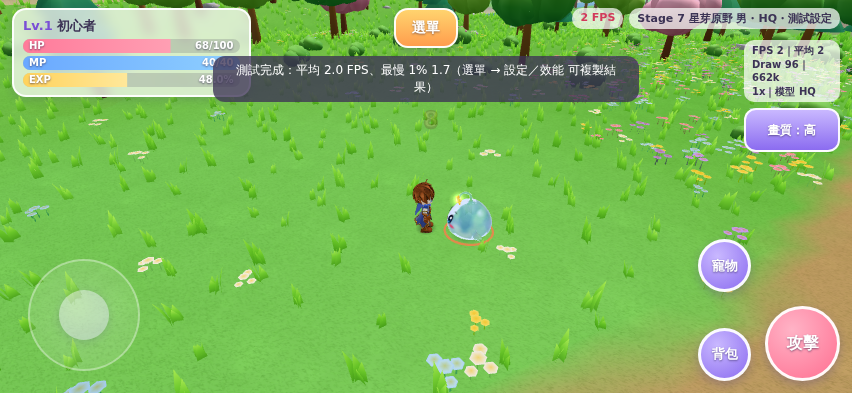 Lv.1 初心者
HP 68/100
MP
EXP 48
選單
2 FPS
Stage 7 星芽原野 男・HQ・測試設定
測試完成：平均 2.0 FPS、最慢 1% 1.7（選單 → 設定／效能 可複製結
果）
FPS 2｜平均 2
Draw 96｜
662k
1x｜模型 HQ
畫質：高
寵物
背包
攻擊